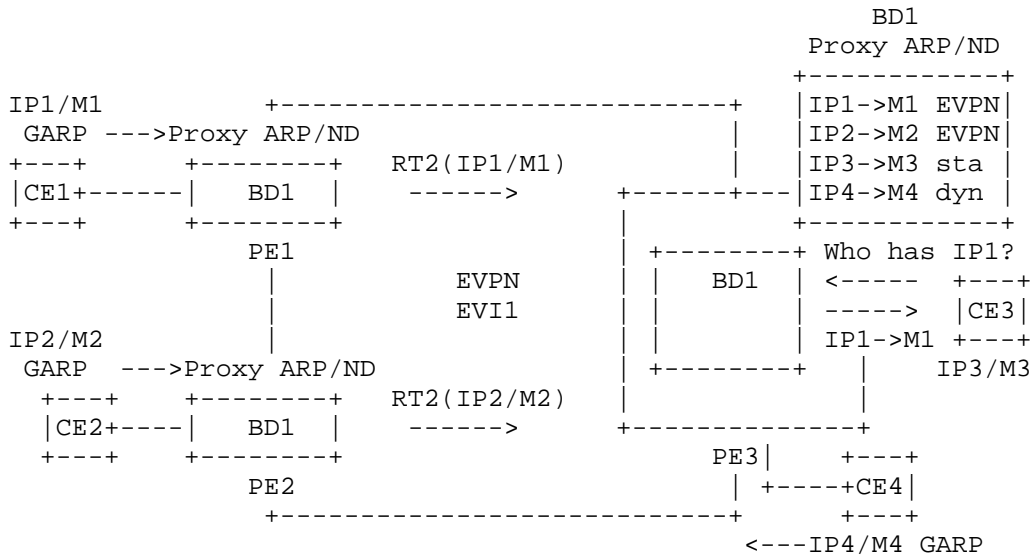 BD1
Proxy ARP/ND
IP1/M1 IP1->M1 EVPN
GARP --->Proxy ARP/ND IP2->M2 EVPN
RT2(IP1/M1) IP3->M3 sta
CE1 BD1 ------> IP4->M4 dyn
PE1 Who has IP1?
EVPN BD1 <-----
EVI1 -----> CE3
IP2/M2 IP1->M1
GARP --->Proxy ARP/ND IP3/M3
RT2(IP2/M2)
CE2 BD1 ------>
PE3
PE2 CE4
<---IP4/M4 GARP